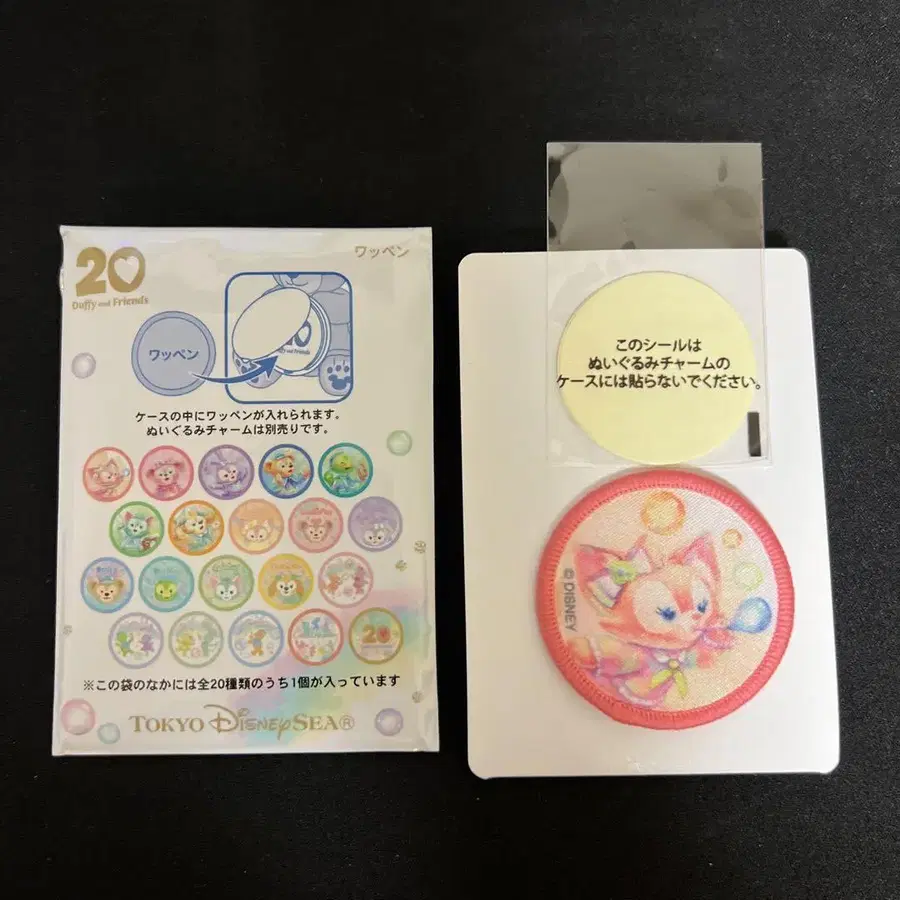 20
Duffy and Friends
ワッペン
ワッペン
20
Duffy and Friends
ケースの中にワッペンが入れられます。
ぬいぐるみチャームは別売りです。
20
※この袋のなかには全20種類のうち1個が入っています
TOKYO DISNEYSEA®
このシールは
ぬいぐるみチャームの
ケースには貼らないでください。
© DISNEY